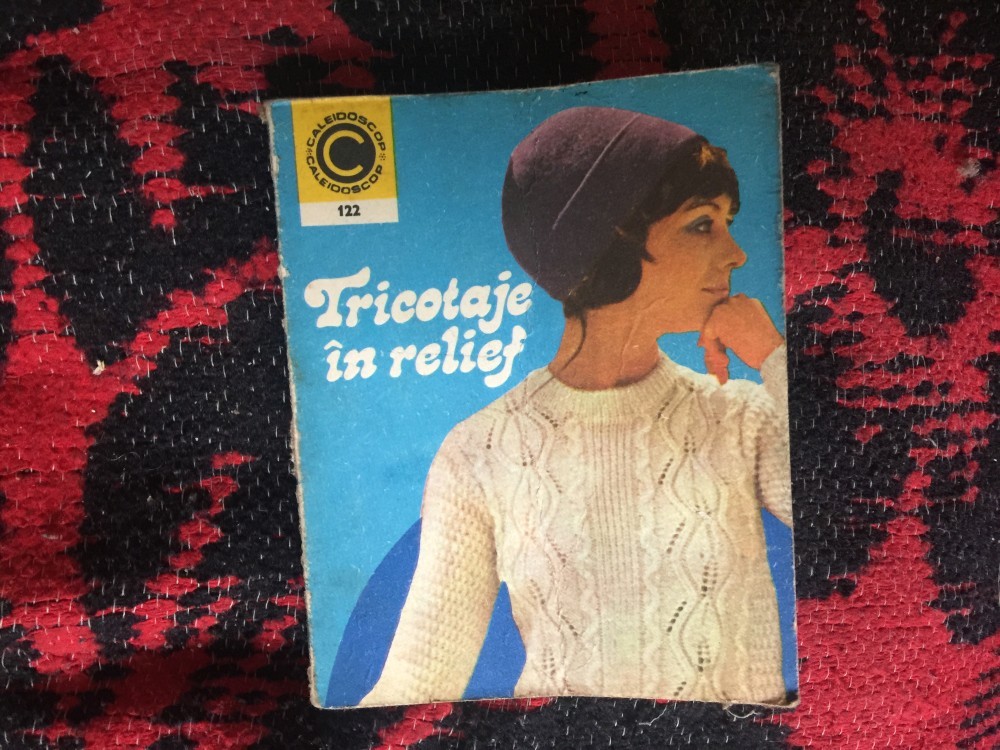 CALEIDOSCOP
C
CALEIDOSCOP
122
Tricotaje
în relief